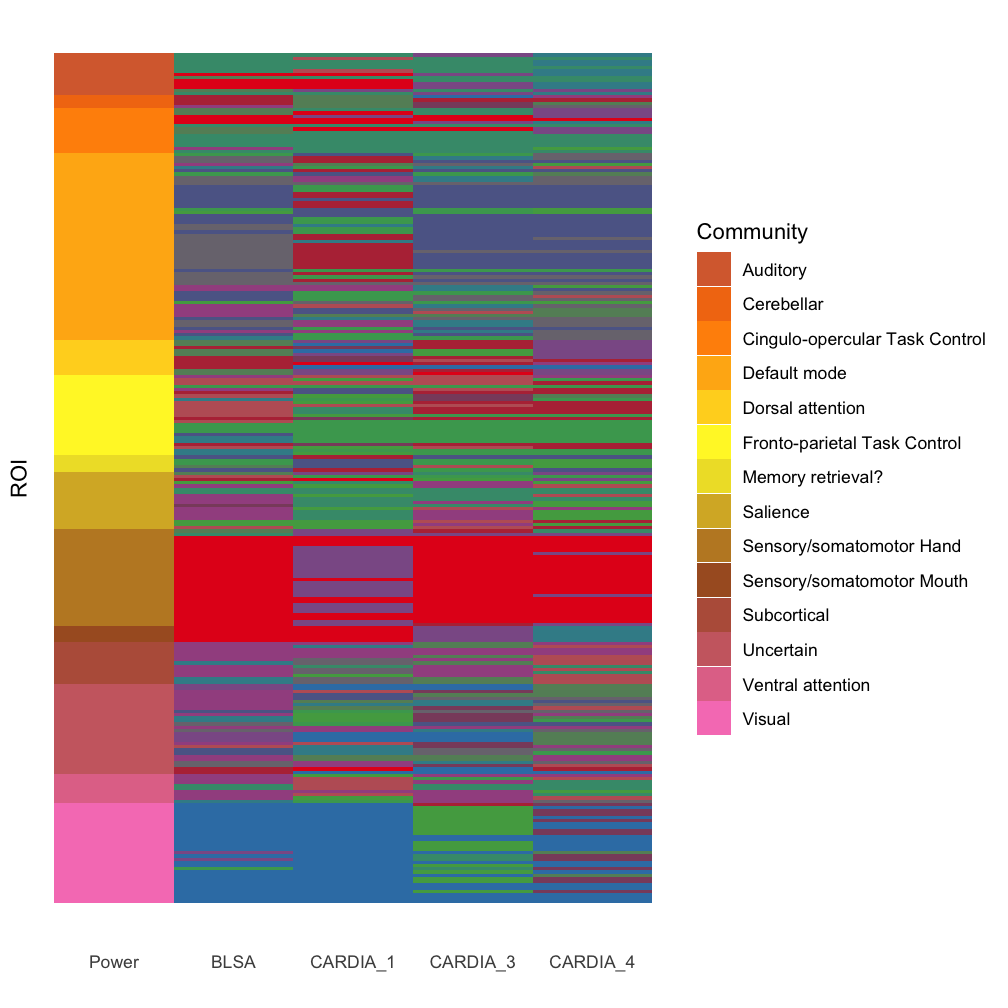 ROI
Community
Auditory
Cerebellar
Cingulo-opercular Task Control
Default mode
Dorsal attention
Fronto-parietal Task Control
Memory retrieval?
Salience
Sensory/somatomotor Hand
Sensory/somatomotor Mouth
Subcortical
Uncertain
Ventral attention
Visual
Power BLSA CARDIA_1 CARDIA_3 CARDIA_4